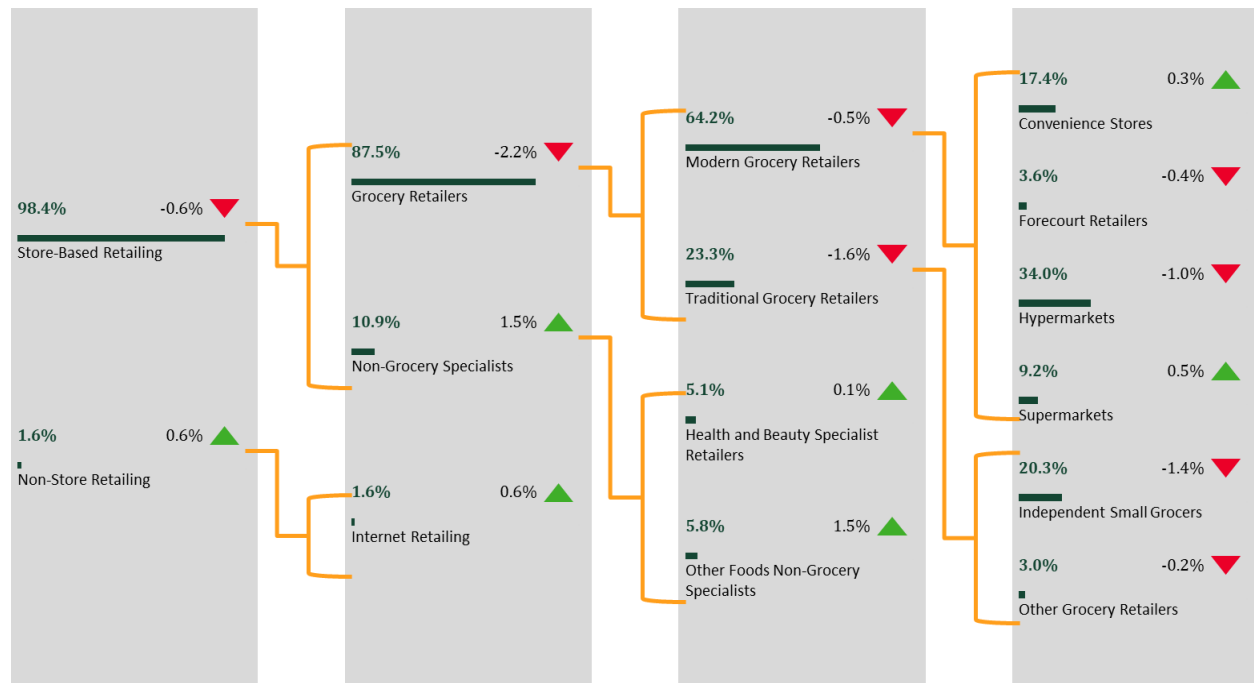 98.4% -0.6%
Store-Based Retailing
1.6% 0.6%
Non-Store Retailing
87.5% -2.2%
Grocery Retailers
10.9% 1.5%
Non-Grocery Specialists
1.6% 0.6%
Internet Retailing
64.2% -0.5%
Modern Grocery Retailers
23.3% -1.6%
Traditional Grocery Retailers
5.1% 0.1%
Health and Beauty Specialist
Retailers
5.8% 1.5%
Other Foods Non-Grocery
Specialists
17.4% 0.3%
Convenience Stores
3.6% -0.4%
Forecourt Retailers
34.0% -1.0%
Hypermarkets
9.2% 0.5%
Supermarkets
20.3% -1.4%
Independent Small Grocers
3.0% -0.2%
Other Grocery Retailers